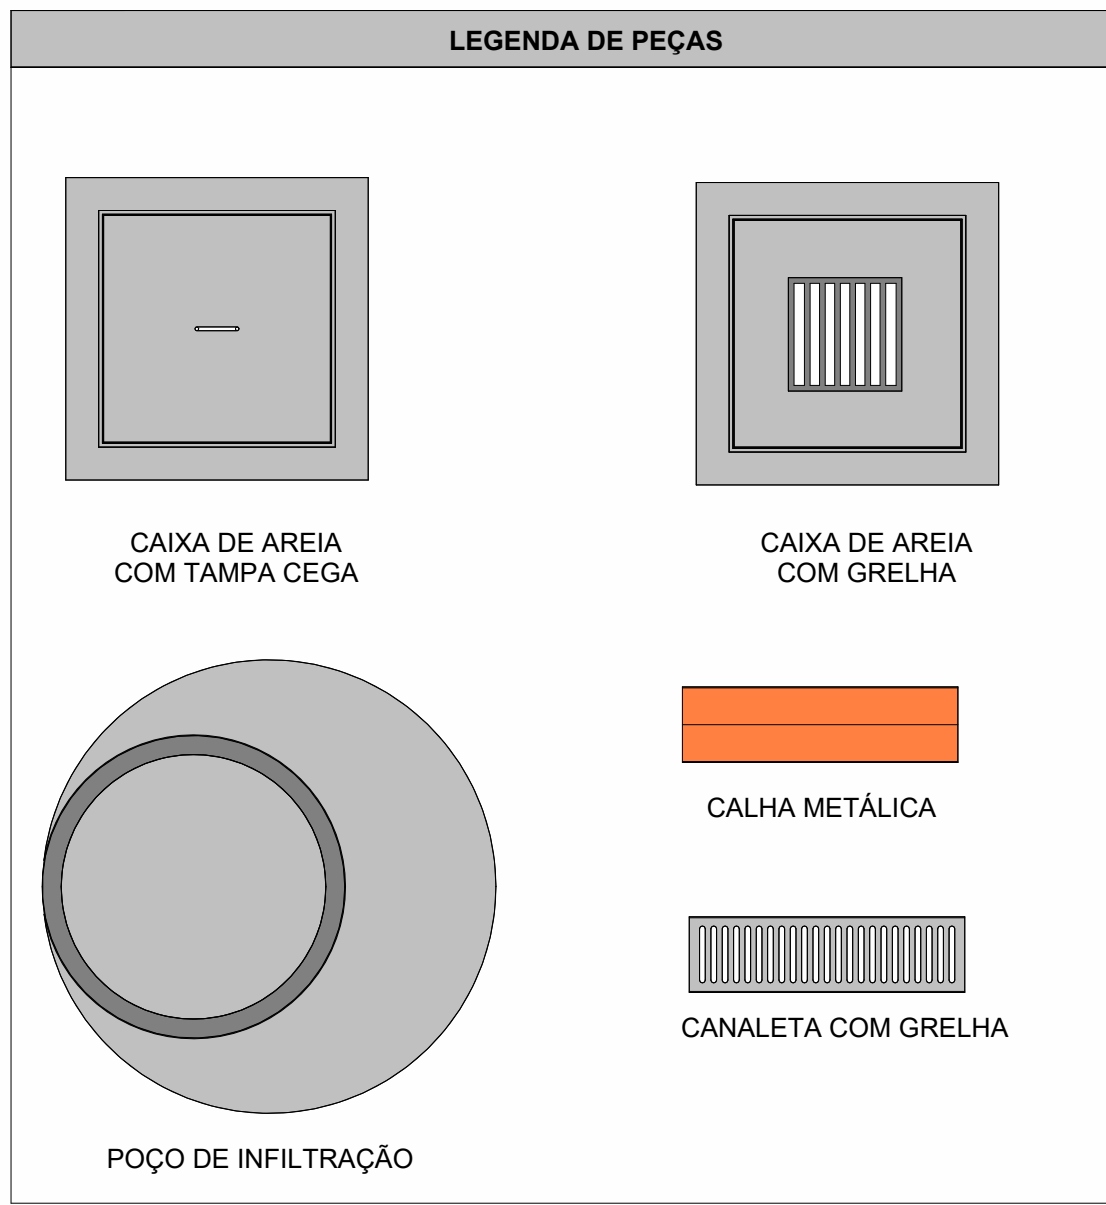 LEGENDA DE PEÇAS
CAIXA DE AREIA
COM TAMPA CEGA
CAIXA DE AREIA
COM GRELHA
CALHA METÁLICA
CANALETA COM GRELHA
POÇO DE INFILTRAÇÃO